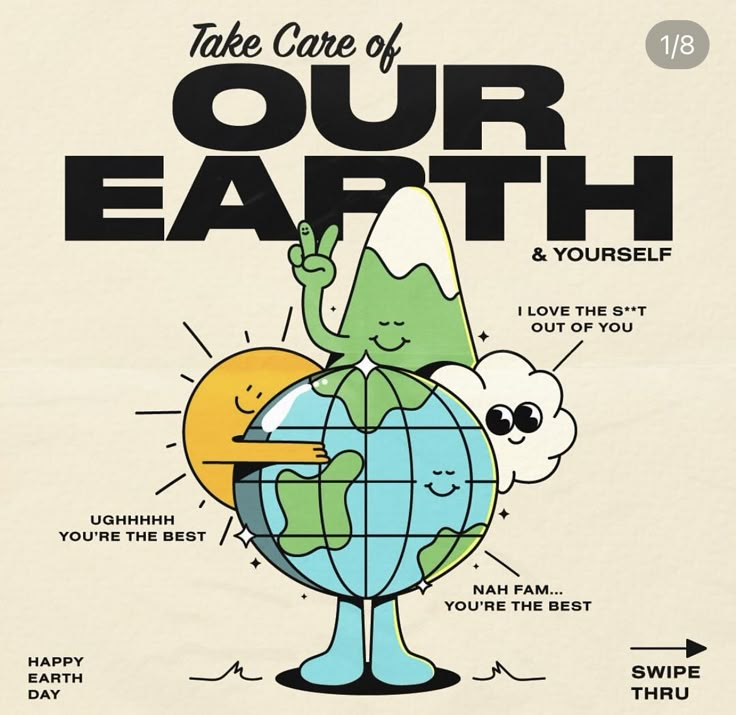 Take Care of
OUR
EARTH
& YOURSELF
1/8
I LOVE THE S**T
OUT OF YOU
UGHHHHH
YOU'RE THE BEST
NAH FAM...
YOU'RE THE BEST
HAPPY
EARTH
DAY
SWIPE
THRU